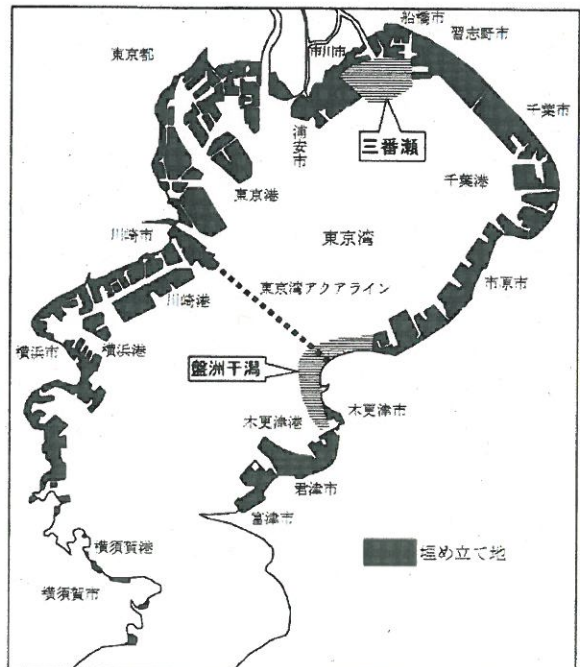 船橋市
習志野市
市川市
東京都
浦安市
三番瀬
千葉市
千葉港
東京港
川崎市
東京湾
市原市
川崎港
東京湾アクアライン
横浜市
横浜港
盤洲干潟
木更津港
木更津市
君津市
富津市
横須賀港
埋め立て地
横須賀市